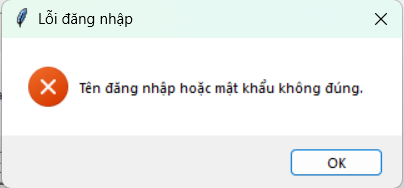 Lỗi đăng nhập
Tên đăng nhập hoặc mật khẩu không đúng.
OK